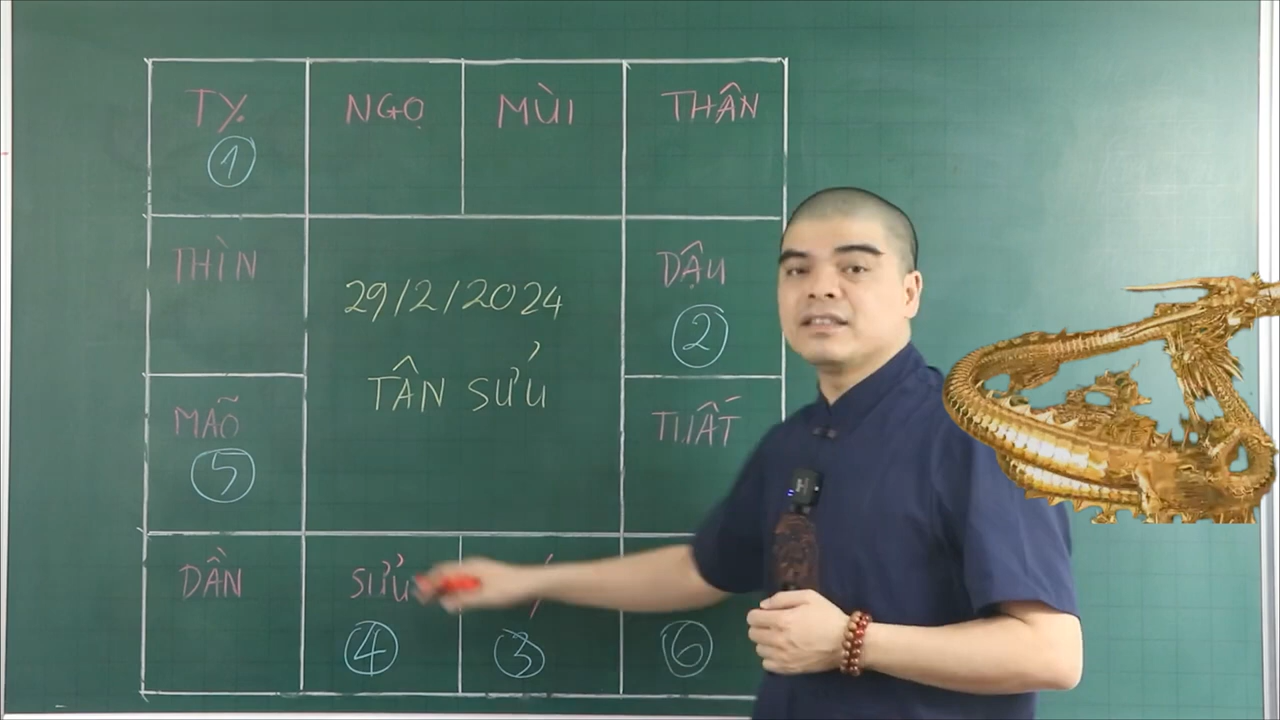 TỴ NGỌ MÙI THÂN
①
THÌN DẬU
29/2/2024
②
TÂN SỬU
MÃO TUẤT
⑤
DẦN SỬU
④ ③ ⑥